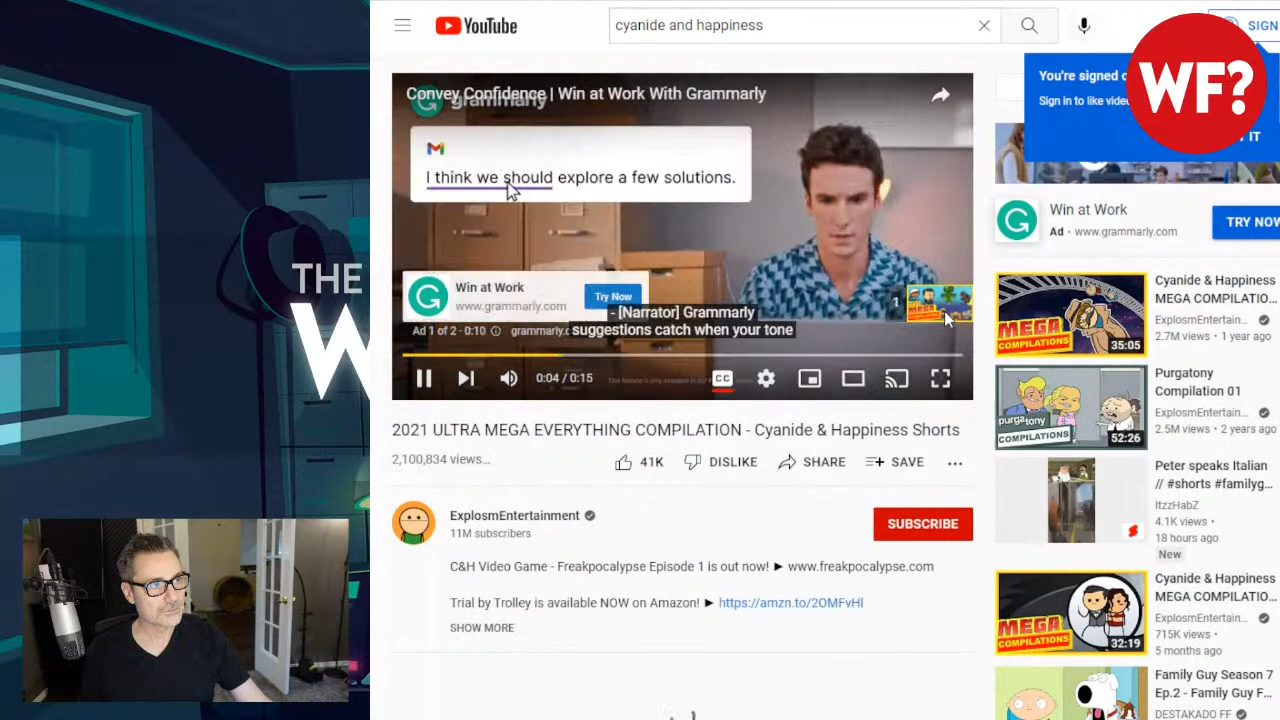 YouTube
cyanide and happiness
SIGN
WF?
You're signed o
Sign in to like vide
IT
THE
W
Convey Confidence | Win at Work With Grammarly
grammarly
I think we should explore a few solutions.
Win at Work
www.grammarly.com
Try Now
1
- [Narrator] Grammarly
suggestions catch when your tone
Ad 1 of 2 · 0:10
grammarly.c
0:04 / 0:15
CC
2021 ULTRA MEGA EVERYTHING COMPILATION - Cyanide & Happiness Shorts
2,100,834 views...
41K
DISLIKE
SHARE
SAVE
...
ExplosmEntertainment
11M subscribers
SUBSCRIBE
C&H Video Game - Freakpocalypse Episode 1 is out now! ► www.freakpocalypse.com
Trial by Trolley is available NOW on Amazon! ► https://amzn.to/2OMFvHl
SHOW MORE
Win at Work
Ad · www.grammarly.com
TRY NOW
MEGA
COMPILATIONS
35:05
Cyanide & Happiness
MEGA COMPILATIO...
ExplosmEntertain...
2.7M views · 1 year ago
purgatony
COMPILATIONS
52:26
Purgatony
Compilation 01
ExplosmEntertain...
2.5M views · 2 years ago
Peter speaks Italian
// #shorts #familyg...
ItzzHabZ
4.1K views ·
18 hours ago
New
MEGA
COMPILATIONS
32:19
Cyanide & Happiness
MEGA COMPILATIO...
ExplosmEntertain...
715K views ·
5 months ago
Family Guy Season 7
Ep.2 - Family Guy F...
DESTAKADO FF